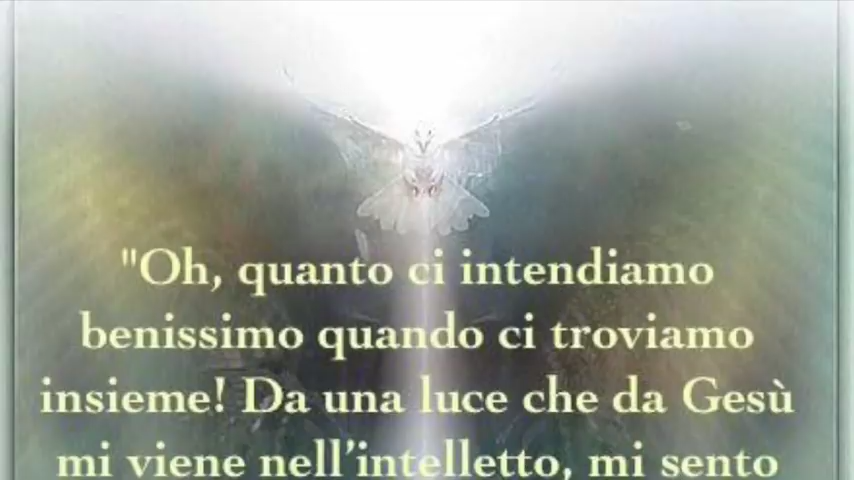 "Oh, quanto ci intendiamo
benissimo quando ci troviamo
insieme! Da una luce che da Gesù
mi viene nell’intelletto, mi sento